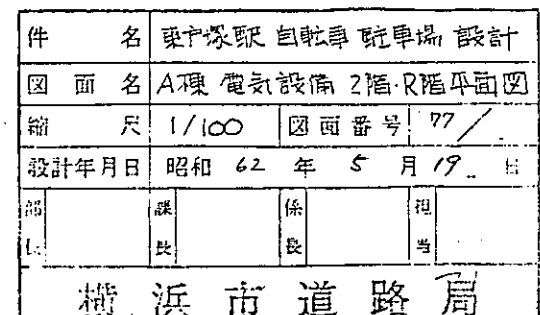 件名 東戸塚駅 自転車 駐車場 設計
図面名 A棟 電気設備 2階・R階平面図
縮尺 1/100 図面番号 77/
設計年月日 昭和 62 年 5 月 19 日
部長 課長 係長 担当
横浜市道路局